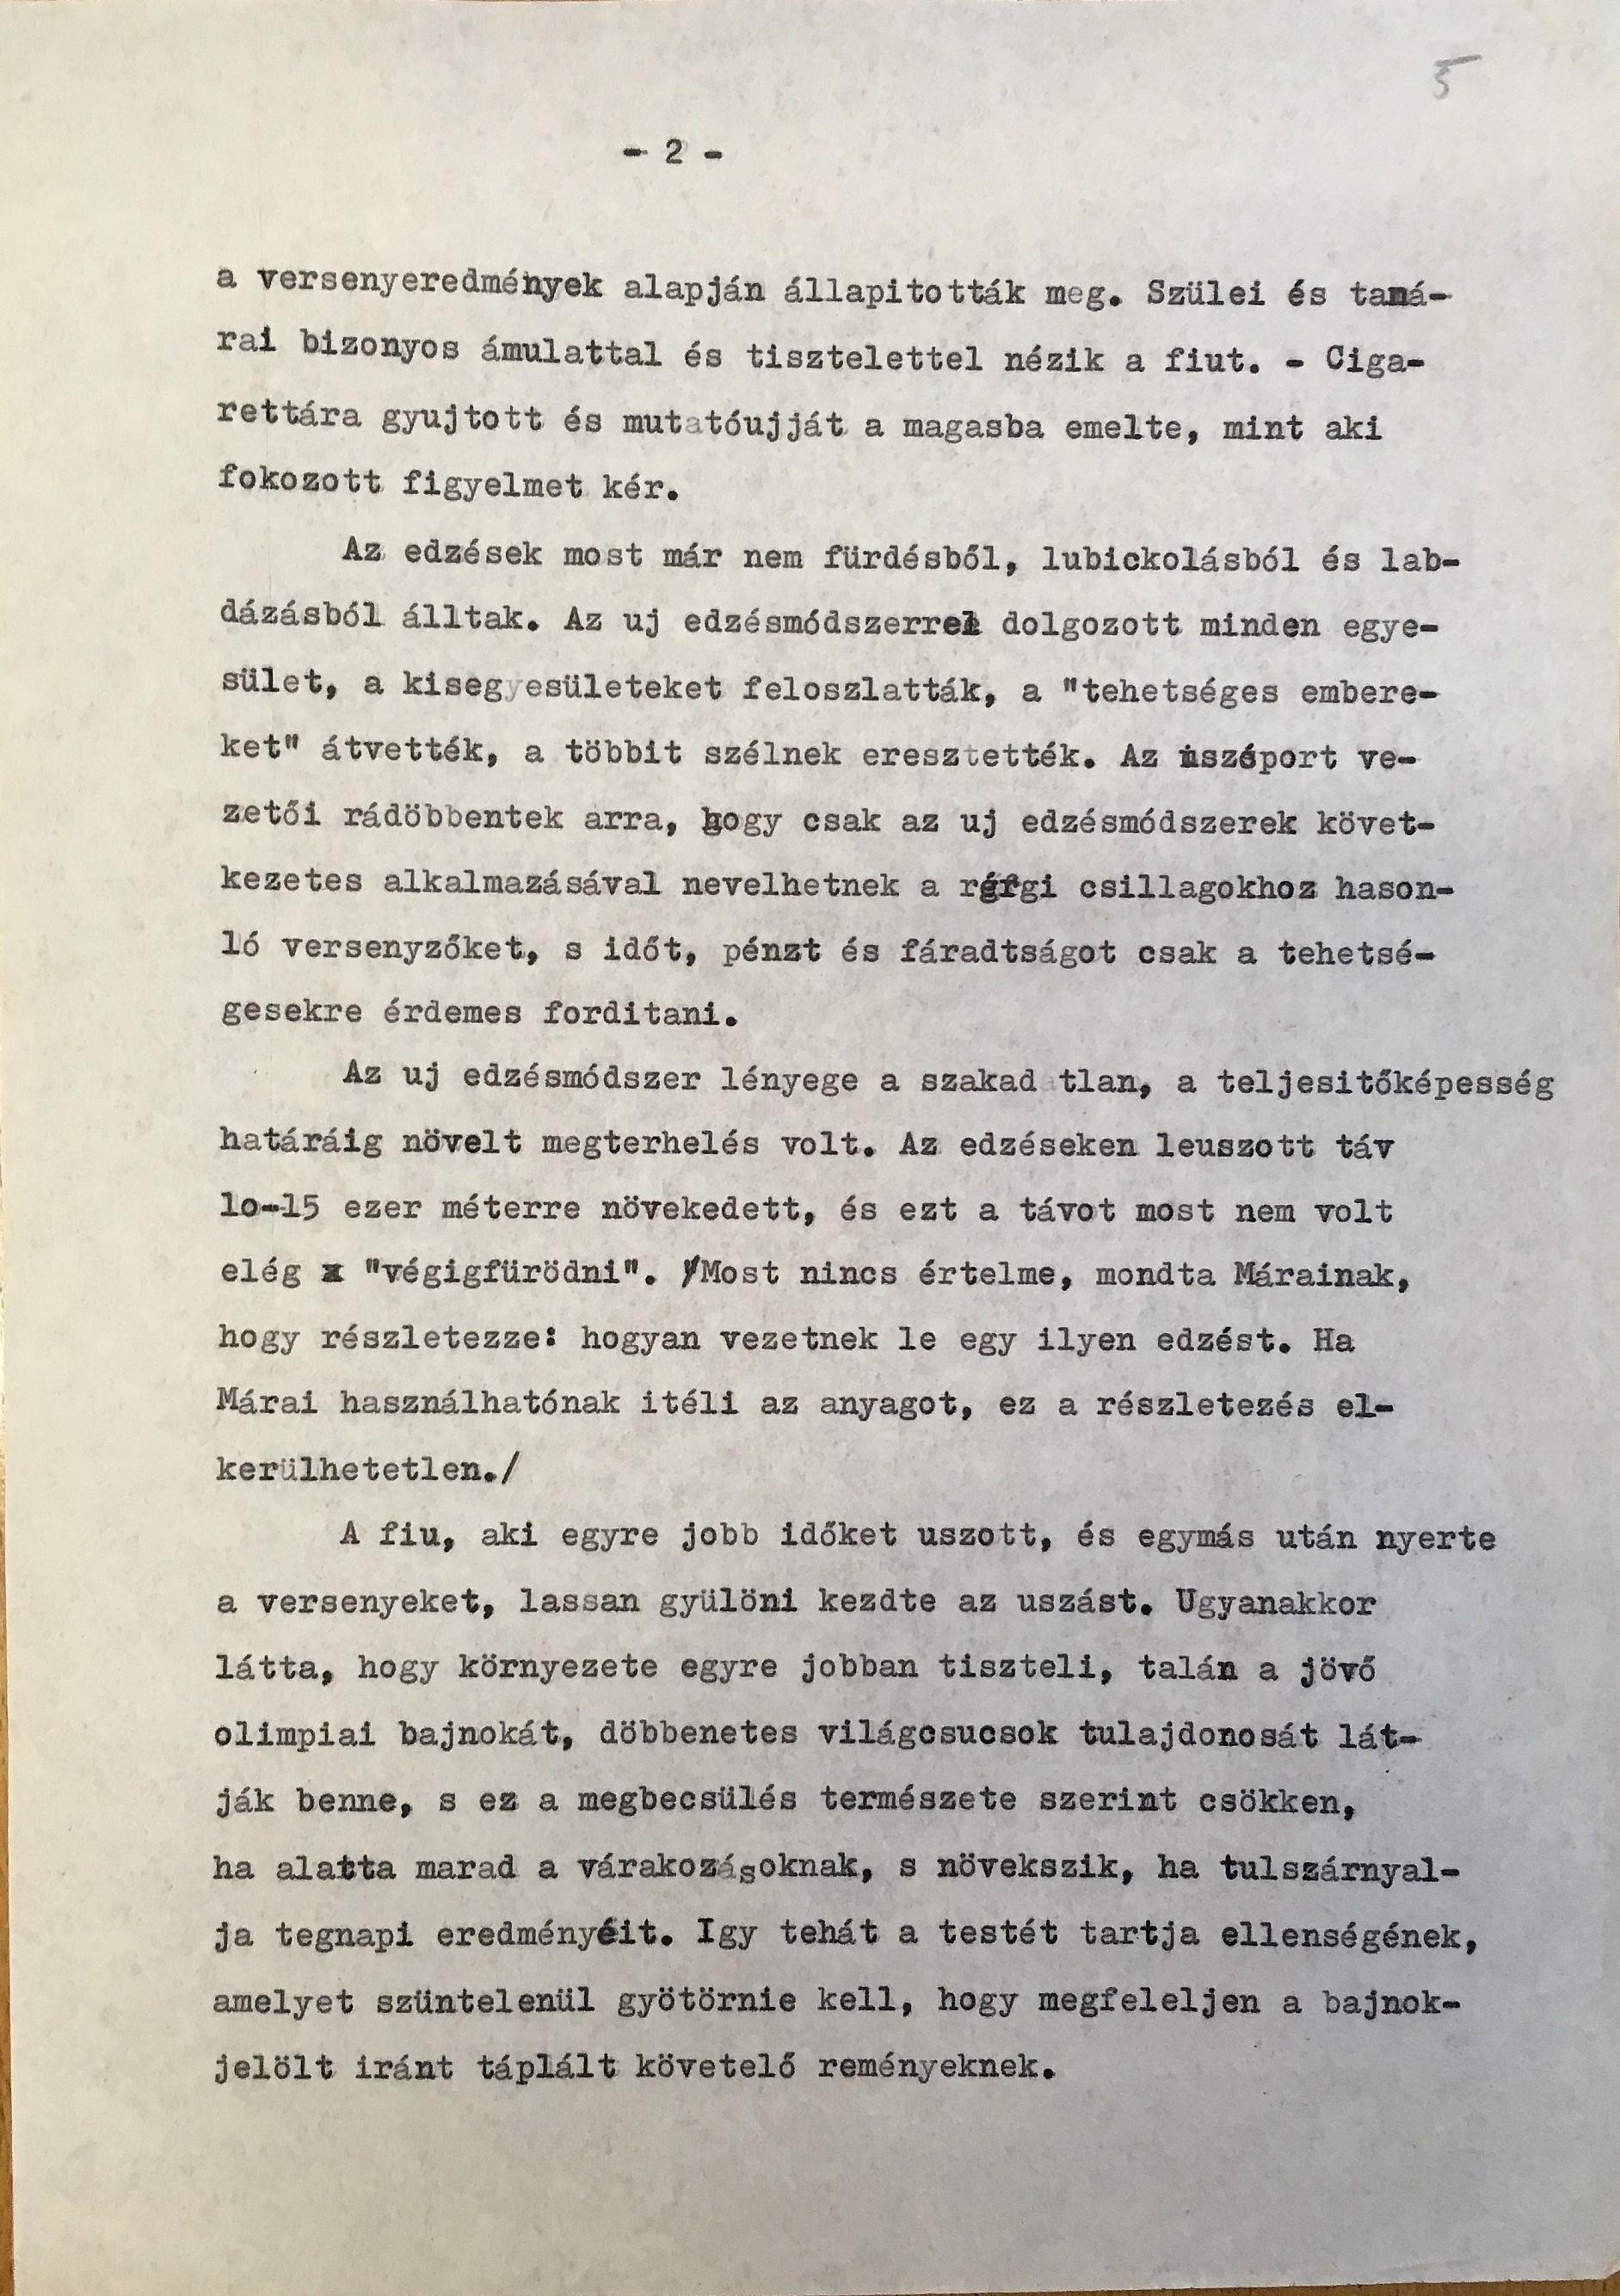 5
- 2 -
a versenyeredmények alapján állapitották meg. Szülei és taná-
rai bizonyos ámulattal és tisztelettel nézik a fiut. - Ciga-
rettára gyujtott és mutatóujját a magasba emelte, mint aki
fokozott figyelmet kér.
Az edzések most már nem fürdésből, lubickolásból és lab-
dázásból álltak. Az uj edzésmódszerrel dolgozott minden egye-
sület, a kisegyesületeket feloszlatták, a "tehetséges embere-
ket" átvették, a többit szélnek eresztették. Az uszósport ve-
zetői rádöbbentek arra, hogy csak az uj edzésmódszerek követ-
kezetes alkalmazásával nevelhetnek a régi csillagokhoz hason-
ló versenyzőket, s időt, pénzt és fáradtságot csak a tehetsé-
gesekre érdemes forditani.
Az uj edzésmódszer lényege a szakadatlan, a teljesitőképesség
határáig növelt megterhelés volt. Az edzéseken leuszott táv
lo-15 ezer méterre növekedett, és ezt a távot most nem volt
elég "végigfürödni". /Most nincs értelme, mondta Márainak,
hogy részletezze: hogyan vezetnek le egy ilyen edzést. Ha
Márai használhatónak itéli az anyagot, ez a részletezés el-
kerülhetetlen./
A fiu, aki egyre jobb időket uszott, és egymás után nyerte
a versenyeket, lassan gyülöni kezdte az uszást. Ugyanakkor
látta, hogy környezete egyre jobban tiszteli, talán a jövő
olimpiai bajnokát, döbbenetes világcsucsok tulajdonosát lát-
ják benne, s ez a megbecsülés természete szerint csökken,
ha alatta marad a várakozásoknak, s növekszik, ha tulszárnyal-
ja tegnapi eredményéit. Igy tehát a testét tartja ellenségének,
amelyet szüntelenül gyötörnie kell, hogy megfeleljen a bajnok-
jelölt iránt táplált követelő reményeknek.